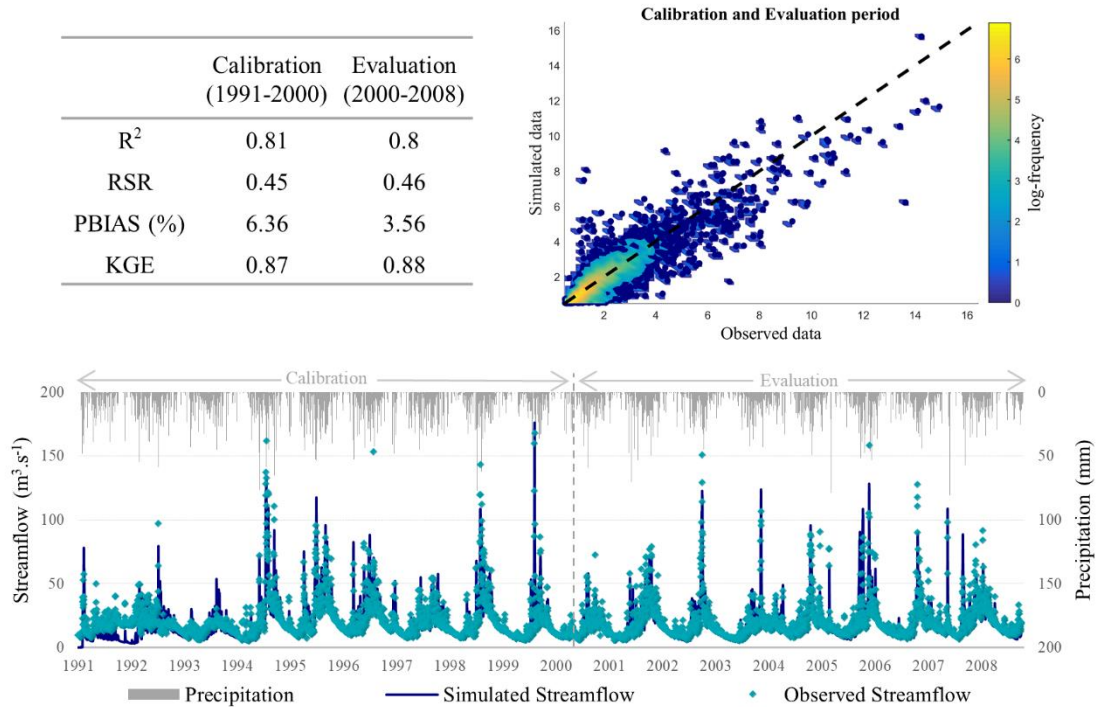 Calibration Evaluation
(1991-2000) (2000-2008)
R² 0.81 0.8
RSR 0.45 0.46
PBIAS (%) 6.36 3.56
KGE 0.87 0.88
Calibration and Evaluation period
16
14
12
10
8
6
4
2
Simulated data
2 4 6 8 10 12 14 16
Observed data
6
5
4
3
2
1
0
log-frequency
Calibration Evaluation
200
150
100
50
0
Streamflow (m³.s⁻¹)
0
50
100
150
200
Precipitation (mm)
1991 1992 1993 1994 1995 1996 1997 1998 1999 2000 2001 2002 2003 2004 2005 2006 2007 2008
Precipitation Simulated Streamflow Observed Streamflow